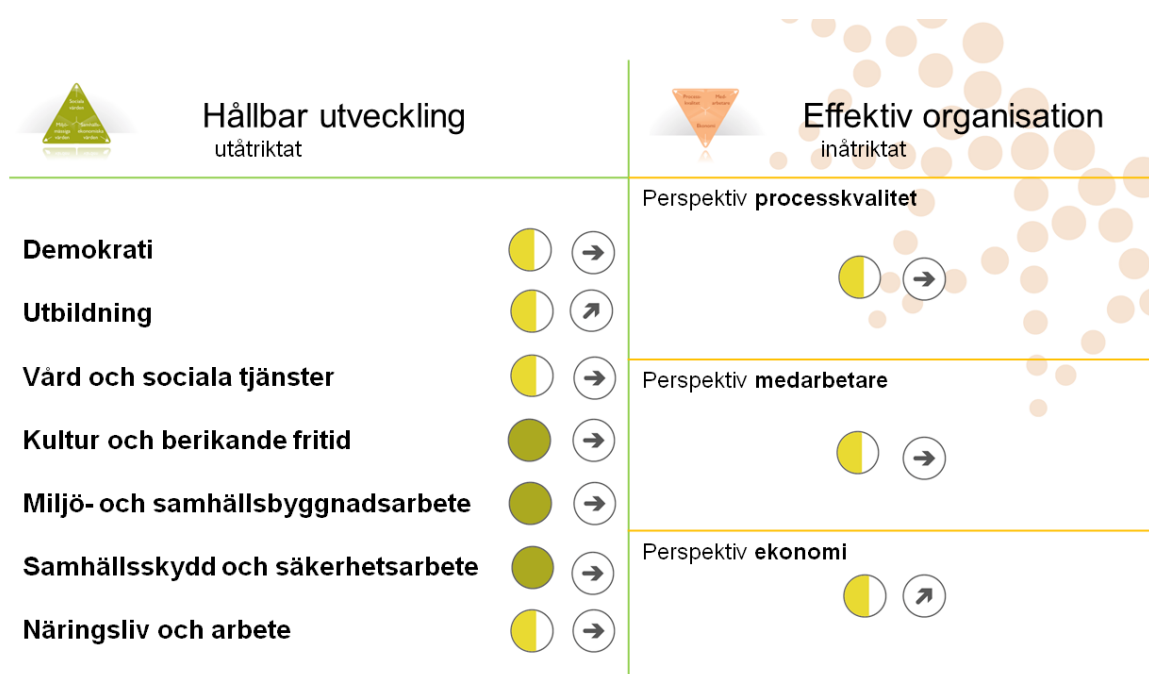 Hållbar utveckling
utåtriktat
Demokrati
Utbildning
Vård och sociala tjänster
Kultur och berikande fritid
Miljö- och samhällsbyggnadsarbete
Samhällsskydd och säkerhetsarbete
Näringsliv och arbete
Effektiv organisation
inåtriktat
Perspektiv processkvalitet
Perspektiv medarbetare
Perspektiv ekonomi